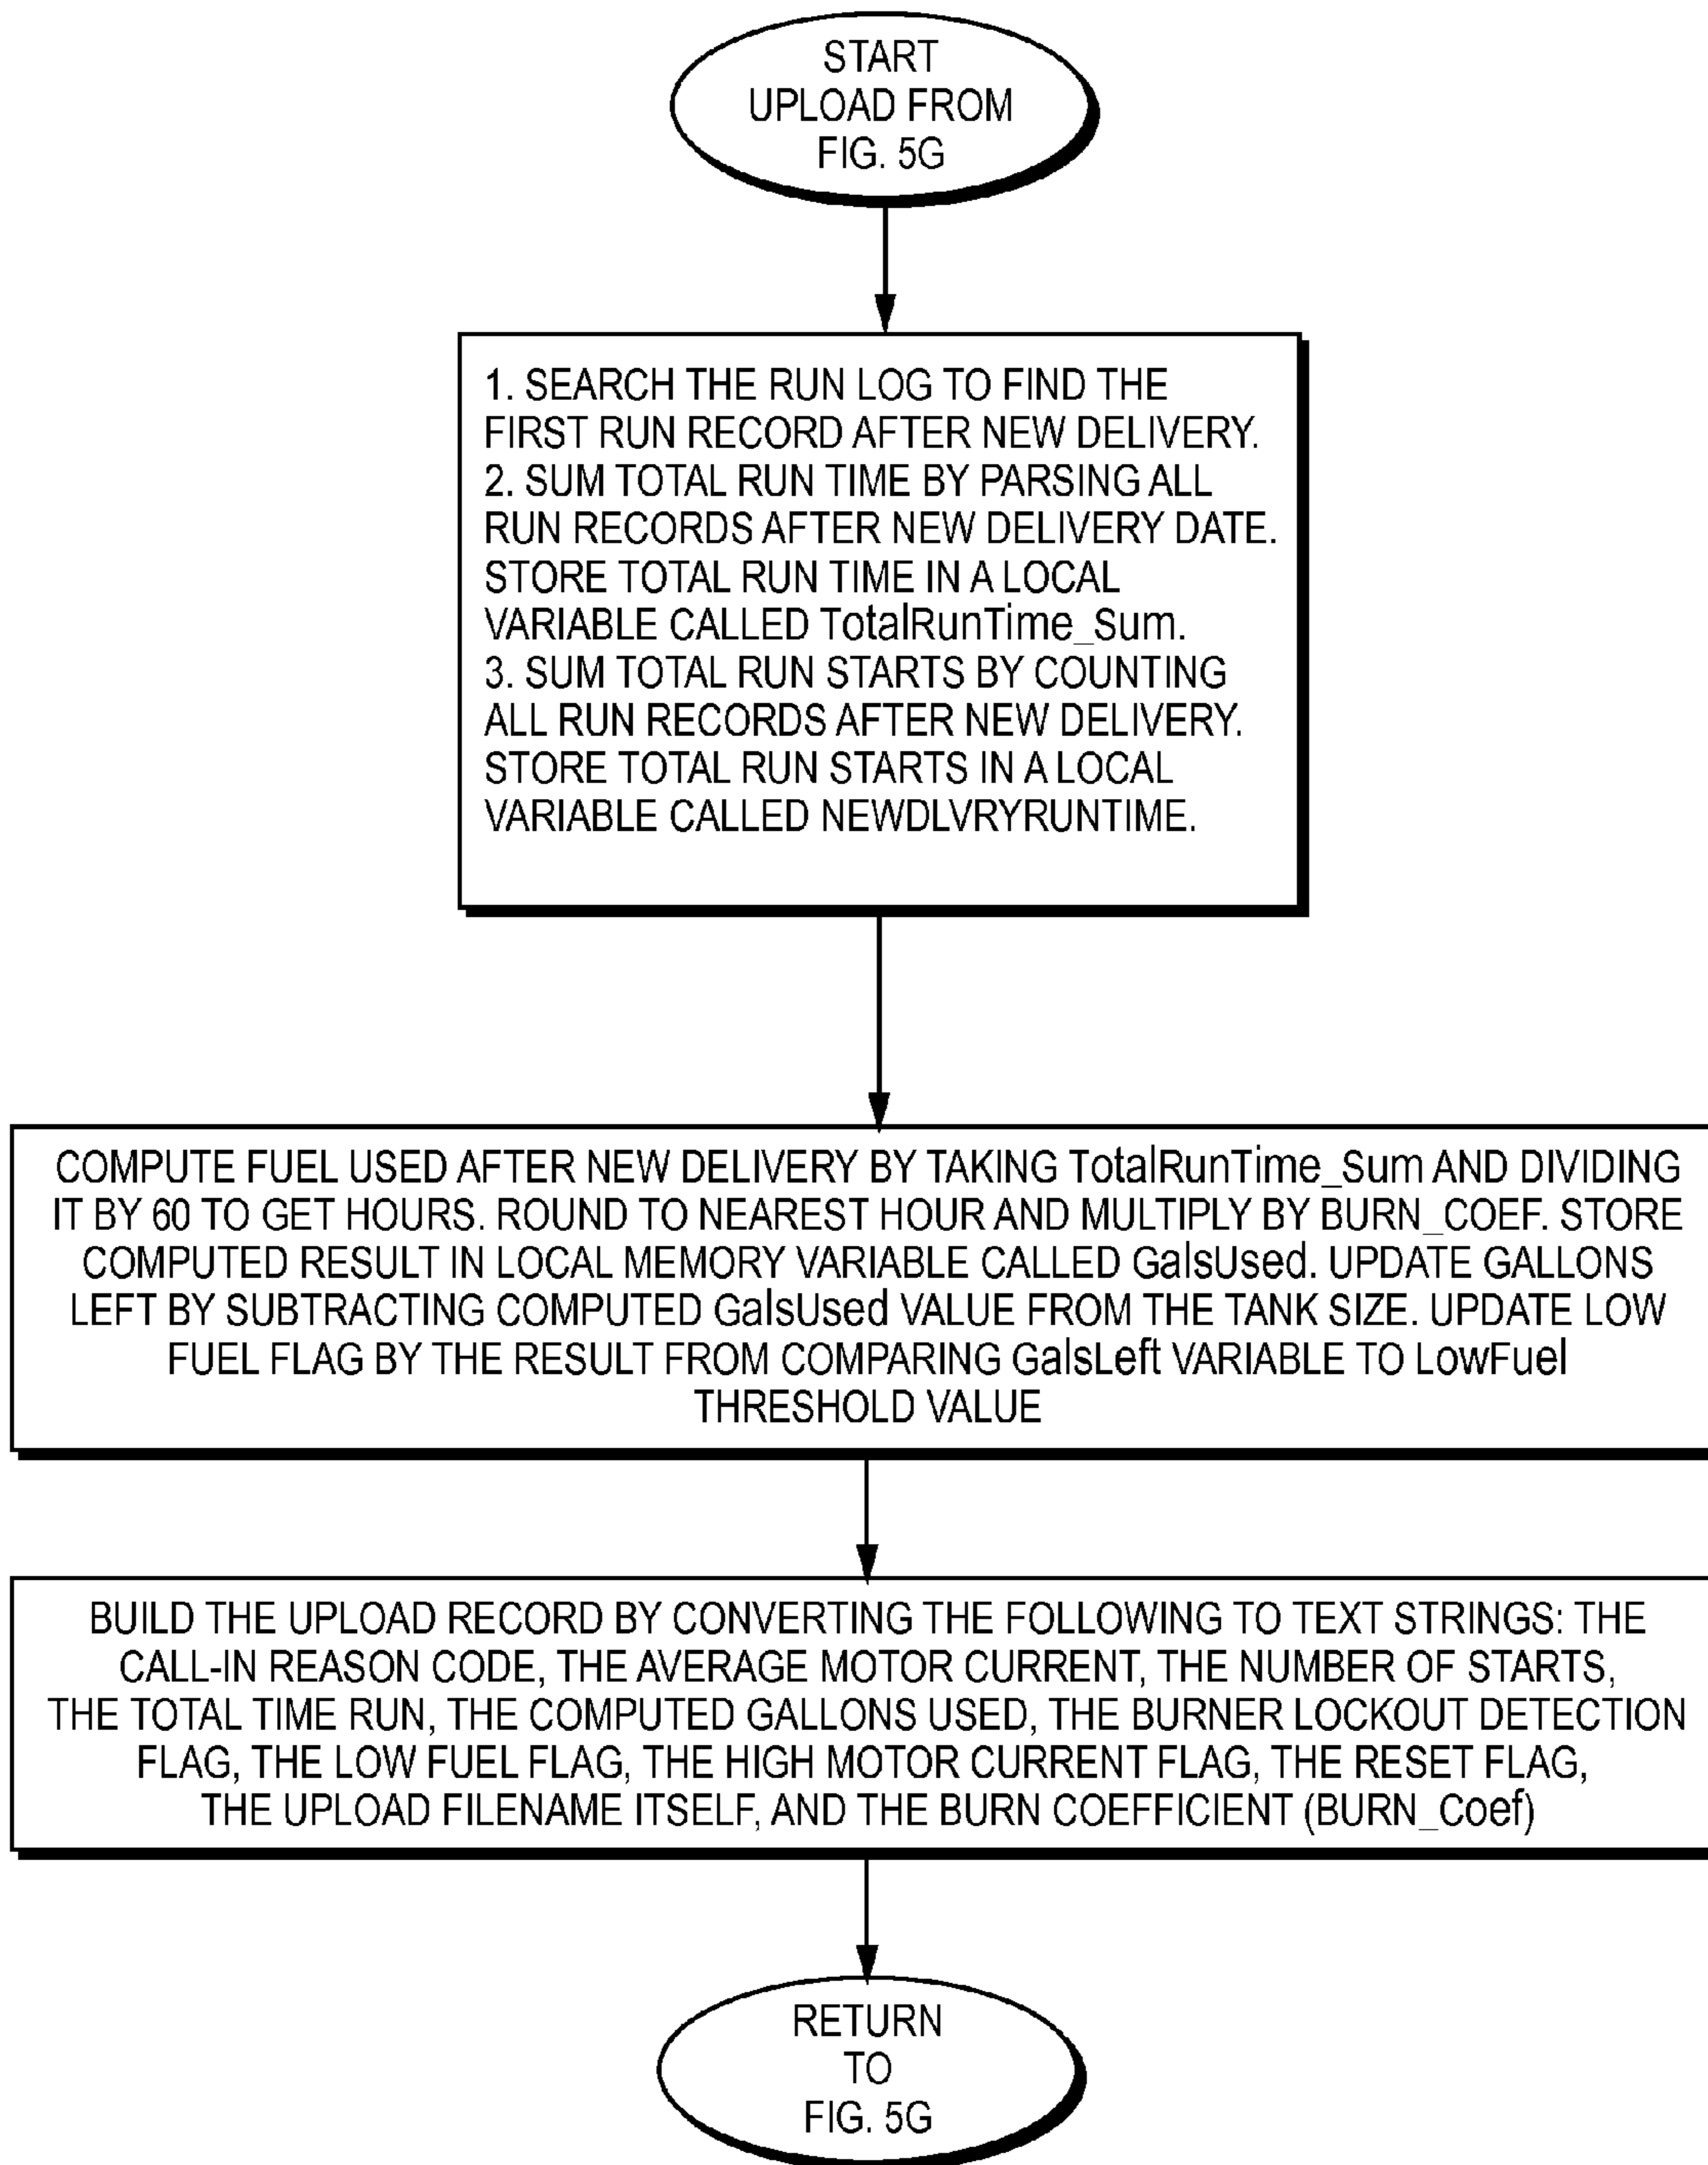 START
UPLOAD FROM
FIG. 5G
1. SEARCH THE RUN LOG TO FIND THE
FIRST RUN RECORD AFTER NEW DELIVERY.
2. SUM TOTAL RUN TIME BY PARSING ALL
RUN RECORDS AFTER NEW DELIVERY DATE.
STORE TOTAL RUN TIME IN A LOCAL
VARIABLE CALLED TotalRunTime_Sum.
3. SUM TOTAL RUN STARTS BY COUNTING
ALL RUN RECORDS AFTER NEW DELIVERY.
STORE TOTAL RUN STARTS IN A LOCAL
VARIABLE CALLED NEWDLVRYRUNTIME.
COMPUTE FUEL USED AFTER NEW DELIVERY BY TAKING TotalRunTime_Sum AND DIVIDING
IT BY 60 TO GET HOURS. ROUND TO NEAREST HOUR AND MULTIPLY BY BURN_COEF. STORE
COMPUTED RESULT IN LOCAL MEMORY VARIABLE CALLED GalsUsed. UPDATE GALLONS
LEFT BY SUBTRACTING COMPUTED GalsUsed VALUE FROM THE TANK SIZE. UPDATE LOW
FUEL FLAG BY THE RESULT FROM COMPARING GalsLeft VARIABLE TO LowFuel
THRESHOLD VALUE
BUILD THE UPLOAD RECORD BY CONVERTING THE FOLLOWING TO TEXT STRINGS: THE
CALL-IN REASON CODE, THE AVERAGE MOTOR CURRENT, THE NUMBER OF STARTS,
THE TOTAL TIME RUN, THE COMPUTED GALLONS USED, THE BURNER LOCKOUT DETECTION
FLAG, THE LOW FUEL FLAG, THE HIGH MOTOR CURRENT FLAG, THE RESET FLAG,
THE UPLOAD FILENAME ITSELF, AND THE BURN COEFFICIENT (BURN_Coef)
RETURN
TO
FIG. 5G